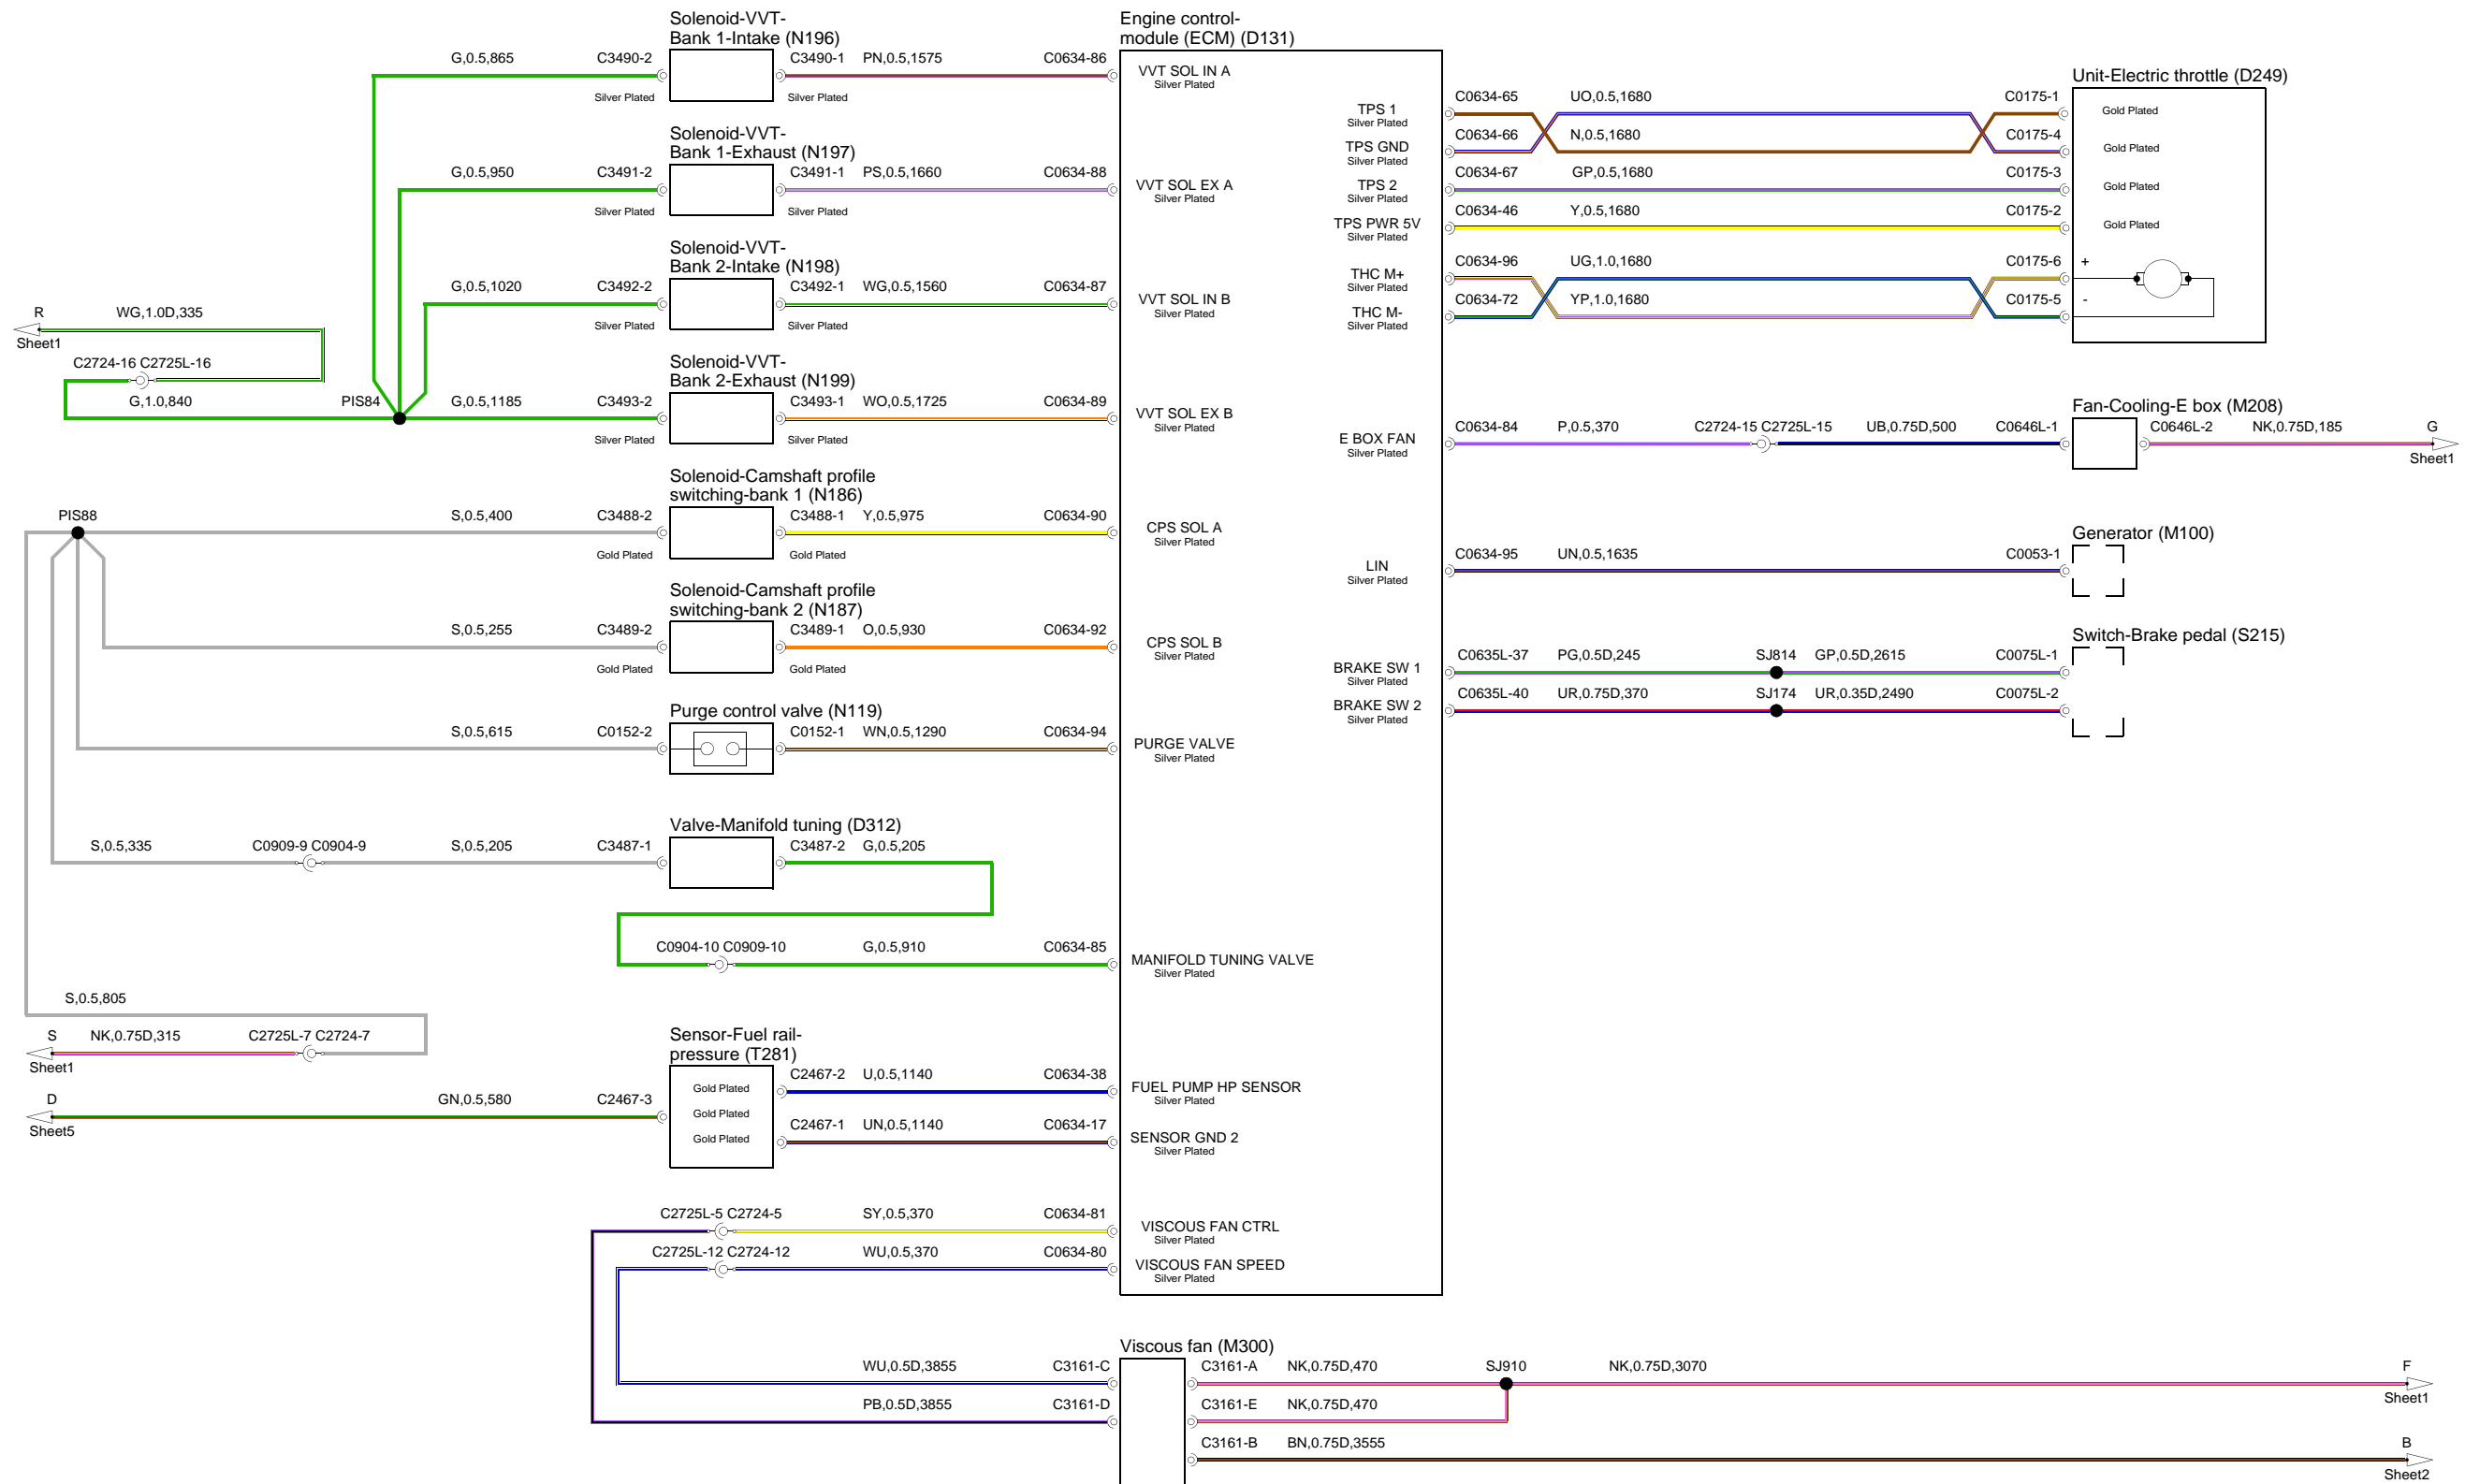 Solenoid-VVT-
Bank 1-Intake (N196)
G,0.5,865
C3490-2
C3490-1
PN,0.5,1575
C0634-86
Silver Plated
Silver Plated
Solenoid-VVT-
Bank 1-Exhaust (N197)
G,0.5,950
C3491-2
C3491-1
PS,0.5,1660
C0634-88
Silver Plated
Silver Plated
Solenoid-VVT-
Bank 2-Intake (N198)
G,0.5,1020
C3492-2
C3492-1
WG,0.5,1560
C0634-87
Silver Plated
Silver Plated
R
WG,1.0D,335
Sheet1
C2724-16 C2725L-16
G,1.0,840
PIS84
Solenoid-VVT-
Bank 2-Exhaust (N199)
G,0.5,1185
C3493-2
C3493-1
WO,0.5,1725
C0634-89
Silver Plated
Silver Plated
Solenoid-Camshaft profile
switching-bank 1 (N186)
PIS88
S,0.5,400
C3488-2
C3488-1
Y,0.5,975
C0634-90
Gold Plated
Gold Plated
Solenoid-Camshaft profile
switching-bank 2 (N187)
S,0.5,255
C3489-2
C3489-1
O,0.5,930
C0634-92
Gold Plated
Gold Plated
Purge control valve (N119)
S,0.5,615
C0152-2
C0152-1
WN,0.5,1290
C0634-94
Valve-Manifold tuning (D312)
S,0.5,335
C0909-9 C0904-9
S,0.5,205
C3487-1
C3487-2
G,0.5,205
C0904-10 C0909-10
G,0.5,910
C0634-85
S,0.5,805
S
NK,0.75D,315
C2725L-7 C2724-7
Sheet1
Sensor-Fuel rail-
pressure (T281)
D
GN,0.5,580
C2467-3
Sheet5
Gold Plated
Gold Plated
Gold Plated
C2467-2
U,0.5,1140
C0634-38
C2467-1
UN,0.5,1140
C0634-17
C2725L-5 C2724-5
SY,0.5,370
C0634-81
C2725L-12 C2724-12
WU,0.5,370
C0634-80
Engine control-
module (ECM) (D131)
VVT SOL IN A
Silver Plated
VVT SOL EX A
Silver Plated
VVT SOL IN B
Silver Plated
VVT SOL EX B
Silver Plated
CPS SOL A
Silver Plated
CPS SOL B
Silver Plated
PURGE VALVE
Silver Plated
MANIFOLD TUNING VALVE
Silver Plated
FUEL PUMP HP SENSOR
Silver Plated
SENSOR GND 2
Silver Plated
VISCOUS FAN CTRL
Silver Plated
VISCOUS FAN SPEED
Silver Plated
TPS 1
Silver Plated
TPS GND
Silver Plated
TPS 2
Silver Plated
TPS PWR 5V
Silver Plated
THC M+
Silver Plated
THC M-
Silver Plated
E BOX FAN
Silver Plated
LIN
Silver Plated
BRAKE SW 1
Silver Plated
BRAKE SW 2
Silver Plated
Unit-Electric throttle (D249)
C0634-65
UO,0.5,1680
C0175-1
Gold Plated
C0634-66
N,0.5,1680
C0175-4
Gold Plated
C0634-67
GP,0.5,1680
C0175-3
Gold Plated
C0634-46
Y,0.5,1680
C0175-2
Gold Plated
C0634-96
UG,1.0,1680
C0175-6
+
C0634-72
YP,1.0,1680
C0175-5
-
Fan-Cooling-E box (M208)
C0634-84
P,0.5,370
C2724-15 C2725L-15
UB,0.75D,500
C0646L-1
C0646L-2
NK,0.75D,185
G
Sheet1
Generator (M100)
C0634-95
UN,0.5,1635
C0053-1
Switch-Brake pedal (S215)
C0635L-37
PG,0.5D,245
SJ814
GP,0.5D,2615
C0075L-1
C0635L-40
UR,0.75D,370
SJ174
UR,0.35D,2490
C0075L-2
Viscous fan (M300)
WU,0.5D,3855
C3161-C
C3161-A
NK,0.75D,470
SJ910
NK,0.75D,3070
F
Sheet1
PB,0.5D,3855
C3161-D
C3161-E
NK,0.75D,470
C3161-B
BN,0.75D,3555
B
Sheet2